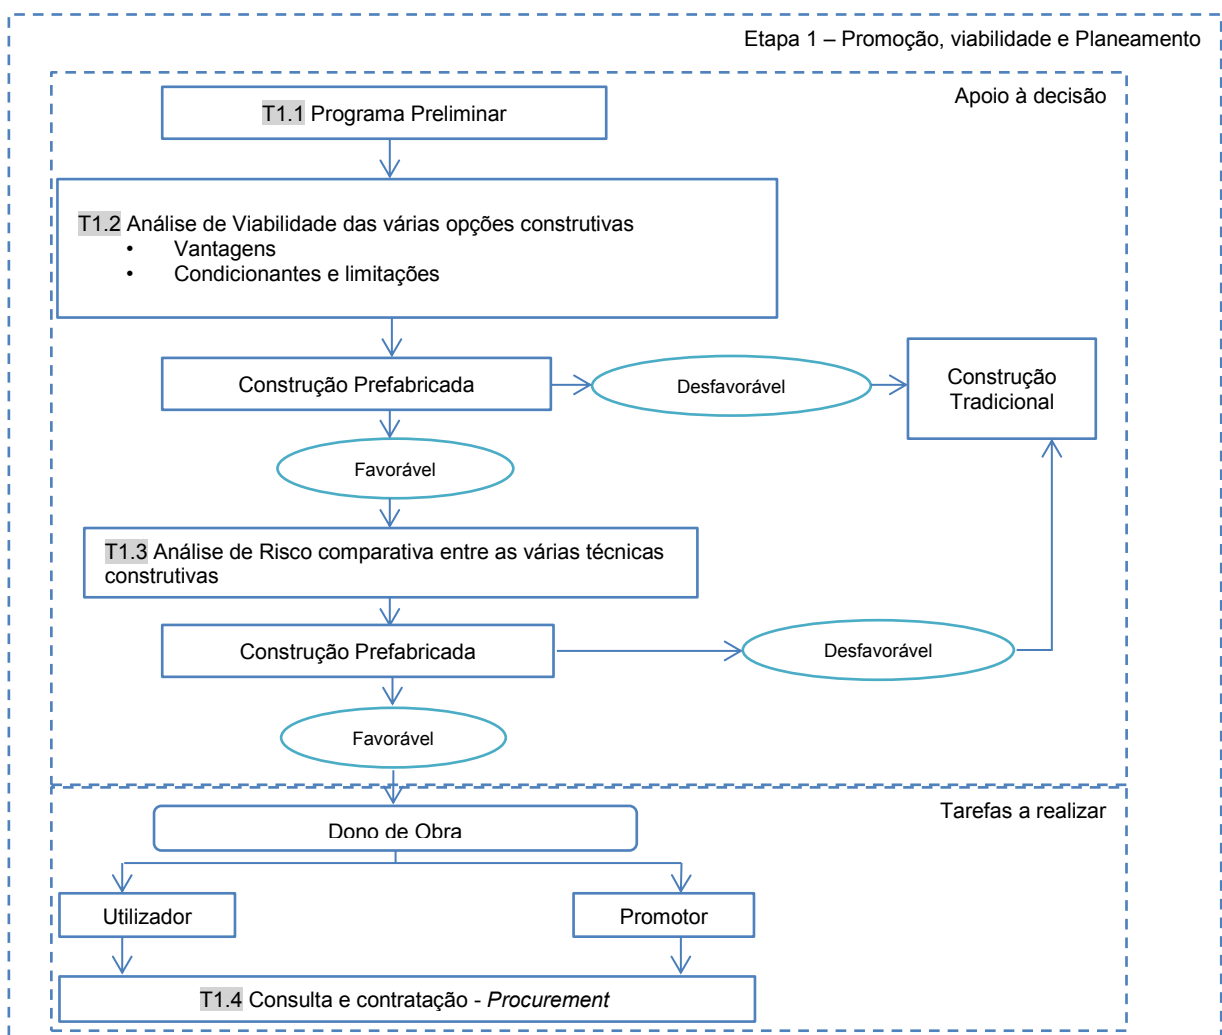 Etapa 1 – Promoção, viabilidade e Planeamento
Apoio à decisão
T1.1 Programa Preliminar
T1.2 Análise de Viabilidade das várias opções construtivas
• Vantagens
• Condicionantes e limitações
Construção Prefabricada
Desfavorável
Construção
Tradicional
Favorável
T1.3 Análise de Risco comparativa entre as várias técnicas
construtivas
Construção Prefabricada
Desfavorável
Favorável
Tarefas a realizar
Dono de Obra
Utilizador
Promotor
T1.4 Consulta e contratação - Procurement